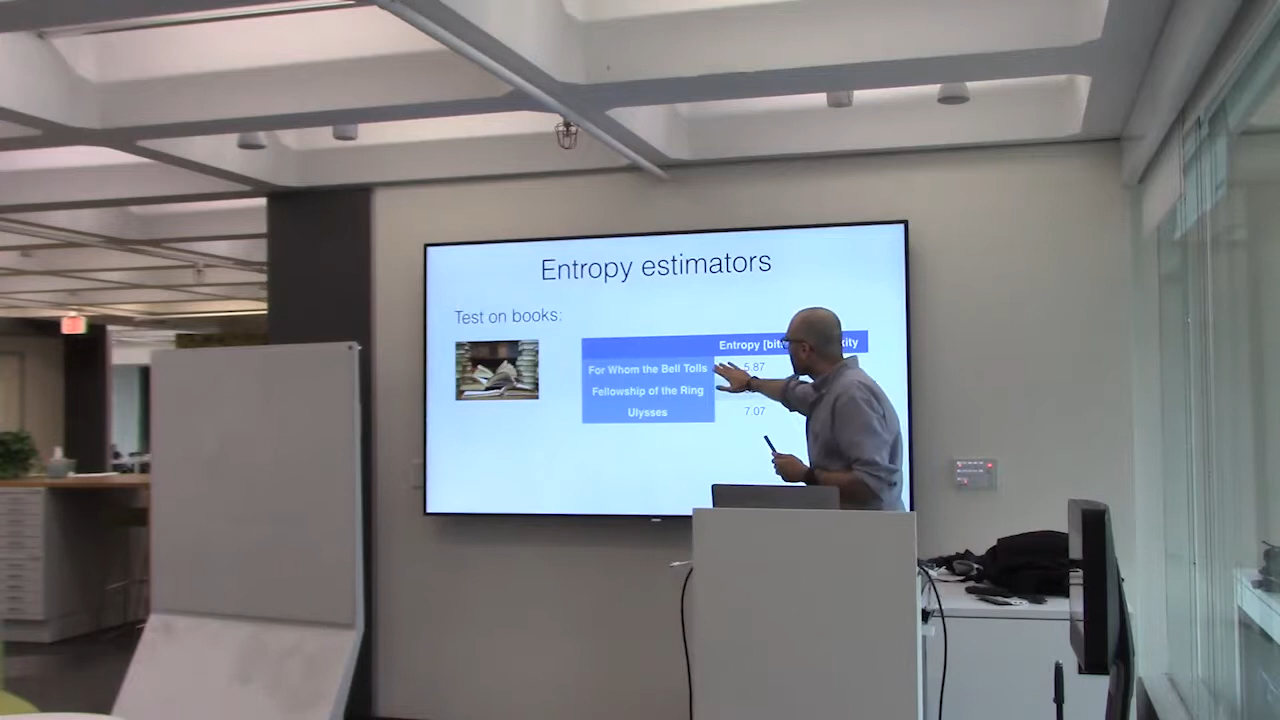 Entropy estimators
Test on books:
Entropy [bit
For Whom the Bell Tolls 5.87
Fellowship of the Ring
Ulysses 7.07